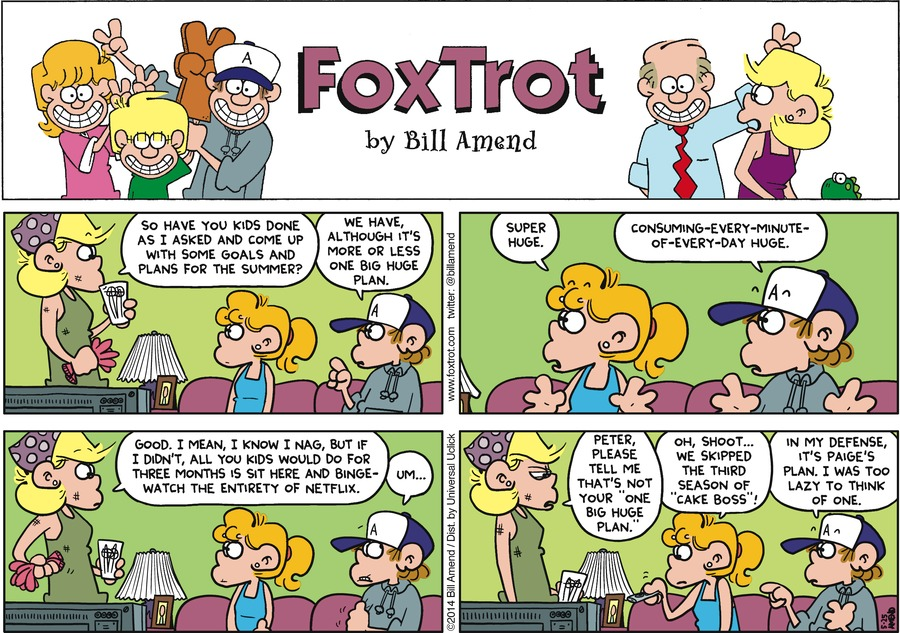 A
FOXTROT
by Bill Amend
SO HAVE YOU KIDS DONE
AS I ASKED AND COME UP
WITH SOME GOALS AND
PLANS FOR THE SUMMER?
WE HAVE,
ALTHOUGH IT'S
MORE OR LESS
ONE BIG HUGE
PLAN.
A
www.foxtrot.com twitter: @billamend
SUPER
HUGE.
CONSUMING-EVERY-MINUTE-
OF-EVERY-DAY HUGE.
A
GOOD. I MEAN, I KNOW I NAG, BUT IF
I DIDN'T, ALL YOU KIDS WOULD DO FOR
THREE MONTHS IS SIT HERE AND BINGE-
WATCH THE ENTIRETY OF NETFLIX.
UM...
A
©2014 Bill Amend / Dist. by Universal Uclick
PETER,
PLEASE
TELL ME
THAT'S NOT
YOUR "ONE
BIG HUGE
PLAN."
OH, SHOOT...
WE SKIPPED
THE THIRD
SEASON OF
"CAKE BOSS"!
IN MY DEFENSE,
IT'S PAIGE'S
PLAN. I WAS TOO
LAZY TO THINK
OF ONE.
A